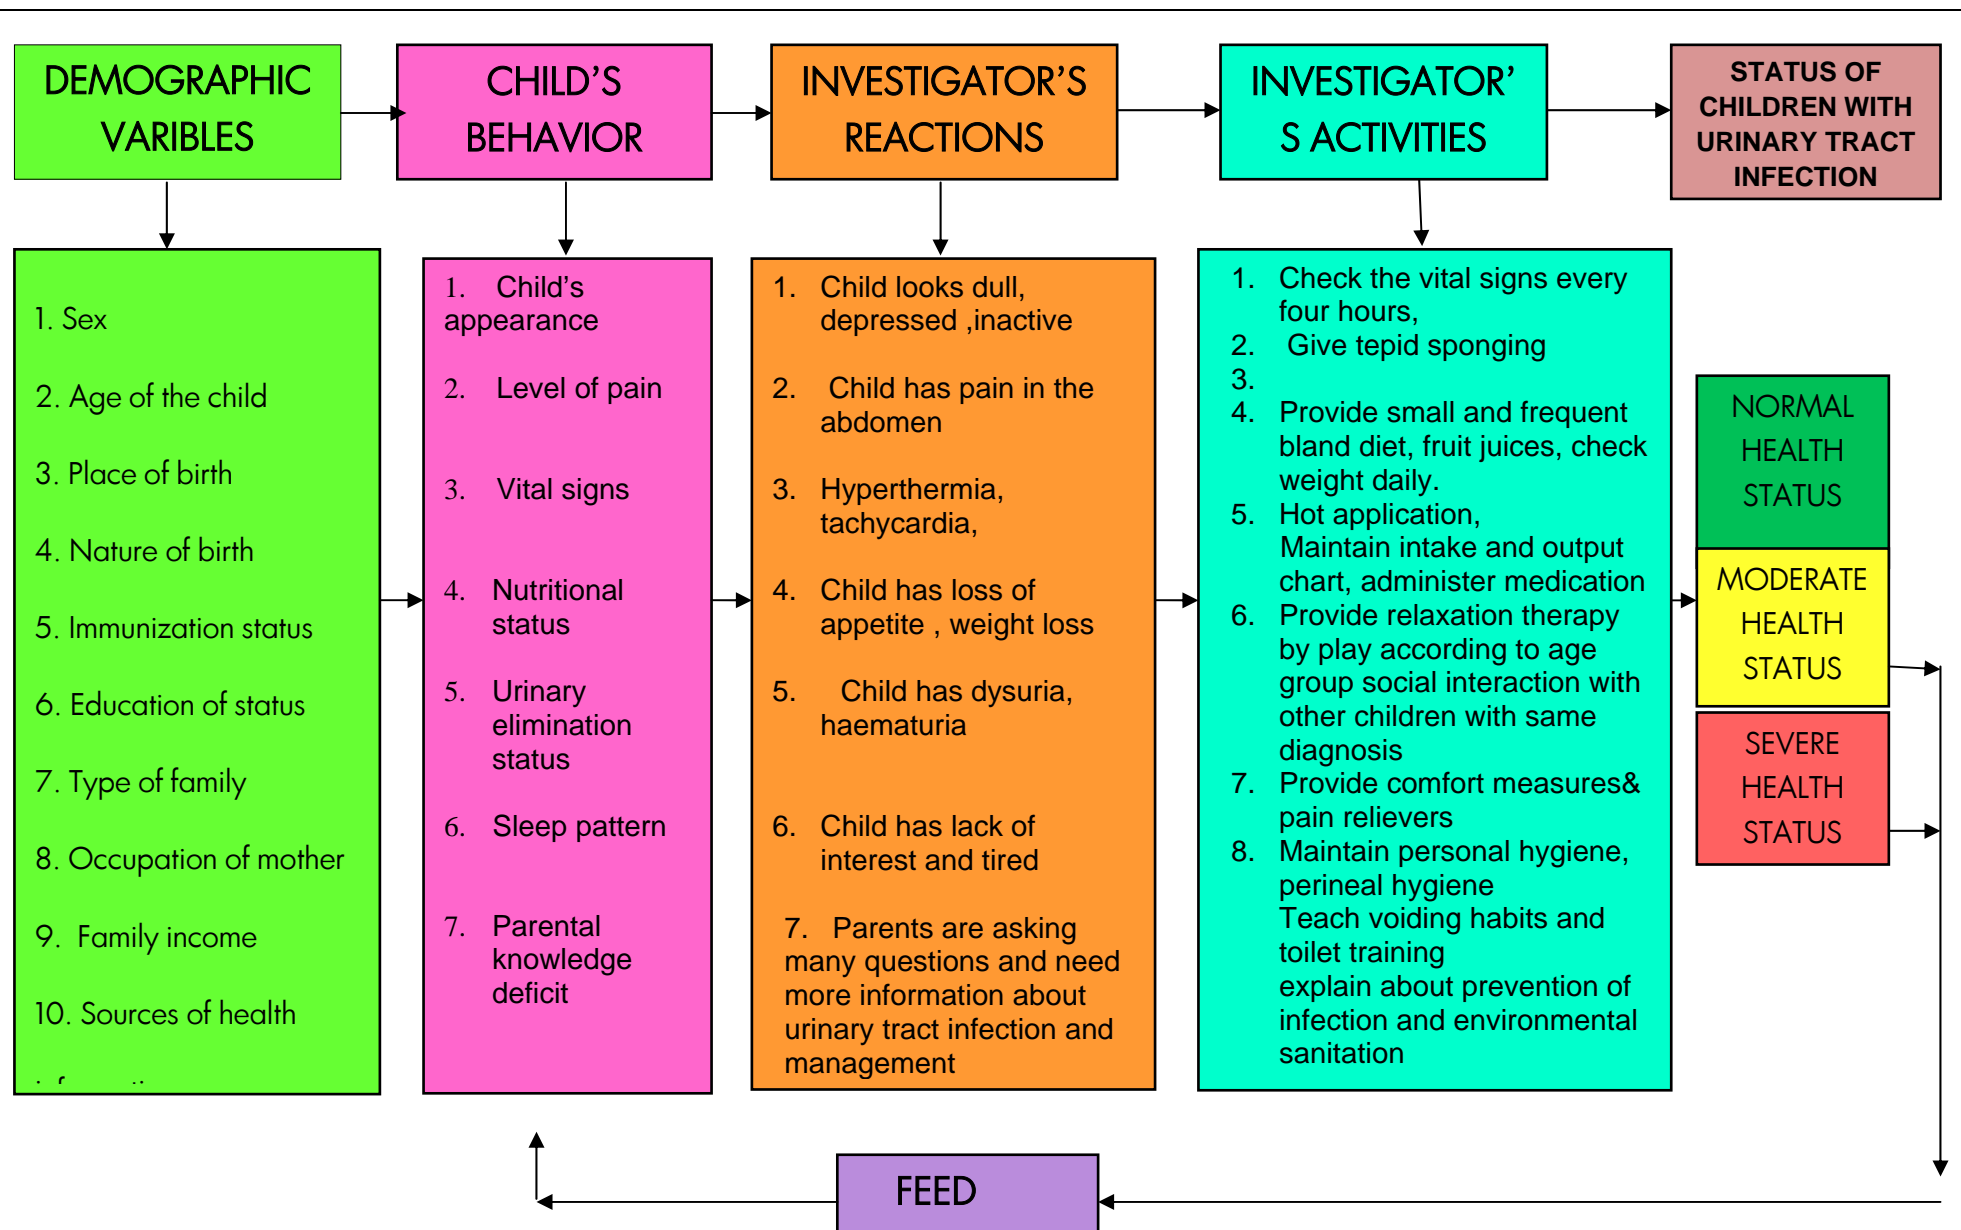 DEMOGRAPHIC
VARIBLES
CHILD’S
BEHAVIOR
INVESTIGATOR’S
REACTIONS
INVESTIGATOR’
S ACTIVITIES
STATUS OF
CHILDREN WITH
URINARY TRACT
INFECTION
1. Sex
2. Age of the child
3. Place of birth
4. Nature of birth
5. Immunization status
6. Education of status
7. Type of family
8. Occupation of mother
9. Family income
10. Sources of health
1. Child’s
appearance
2. Level of pain
3. Vital signs
4. Nutritional
status
5. Urinary
elimination
status
6. Sleep pattern
7. Parental
knowledge
deficit
1. Child looks dull,
depressed ,inactive
2. Child has pain in the
abdomen
3. Hyperthermia,
tachycardia,
4. Child has loss of
appetite , weight loss
5. Child has dysuria,
haematuria
6. Child has lack of
interest and tired
7. Parents are asking
many questions and need
more information about
urinary tract infection and
management
1. Check the vital signs every
four hours,
2. Give tepid sponging
3.
4. Provide small and frequent
bland diet, fruit juices, check
weight daily.
5. Hot application,
Maintain intake and output
chart, administer medication
6. Provide relaxation therapy
by play according to age
group social interaction with
other children with same
diagnosis
7. Provide comfort measures&
pain relievers
8. Maintain personal hygiene,
perineal hygiene
Teach voiding habits and
toilet training
explain about prevention of
infection and environmental
sanitation
NORMAL
HEALTH
STATUS
MODERATE
HEALTH
STATUS
SEVERE
HEALTH
STATUS
FEED